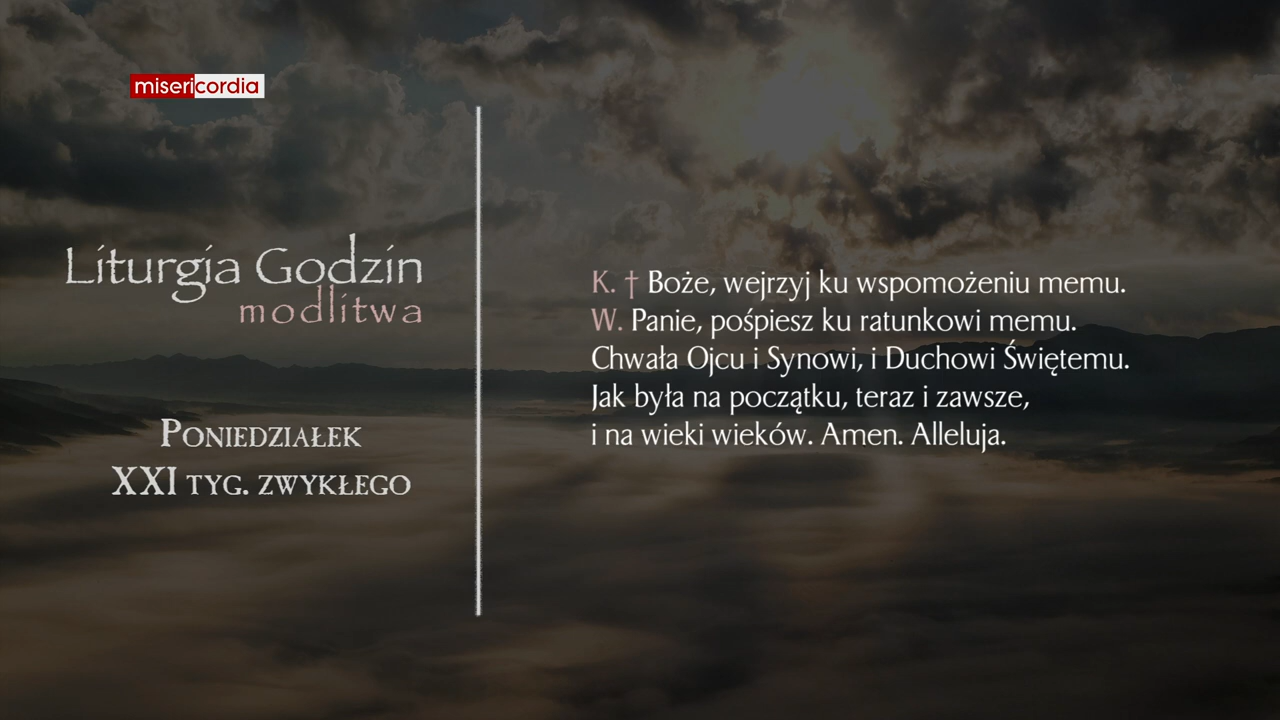 misericordia
Liturgia Godzin
modlitwa
Poniedziałek
XXI tyg. zwykłego
K. † Boże, wejrzyj ku wspomożeniu memu.
W. Panie, pośpiesz ku ratunkowi memu.
Chwała Ojcu i Synowi, i Duchowi Świętemu.
Jak była na początku, teraz i zawsze,
i na wieki wieków. Amen. Alleluja.